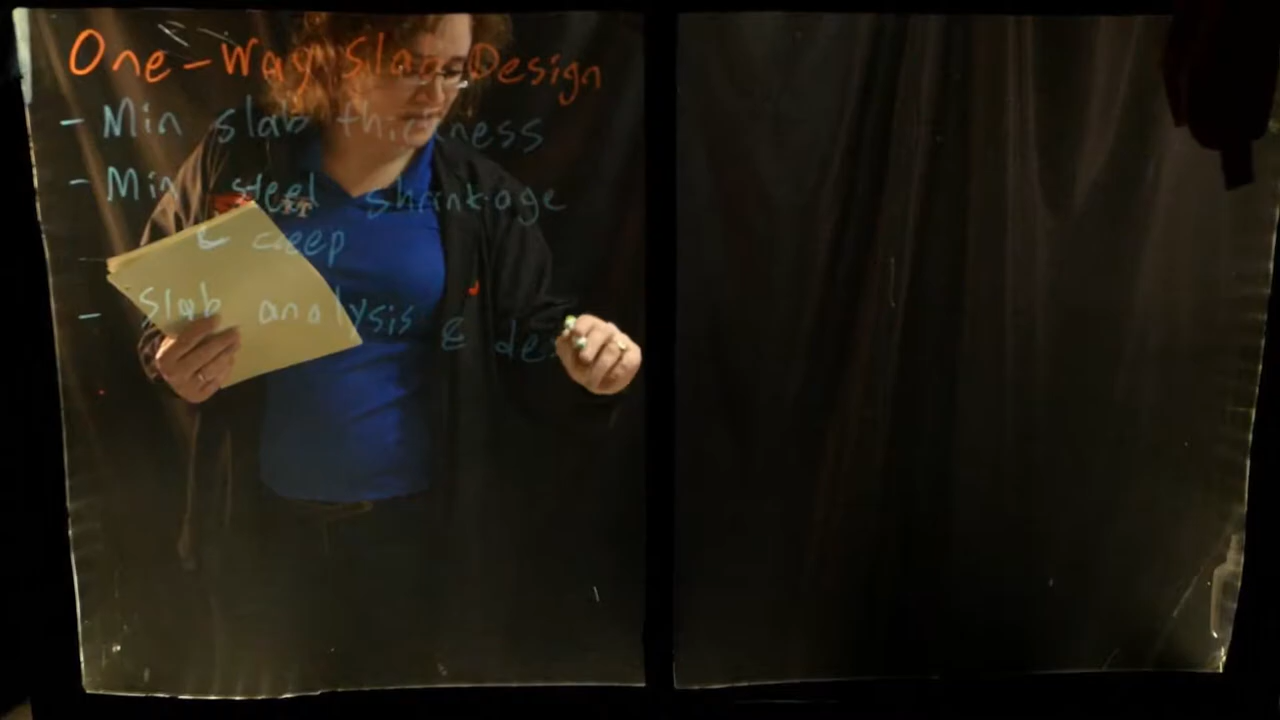 One-Way Slab Design
- Min slab thickness
- Min steel shrinkage
& creep
- Slab analysis & des